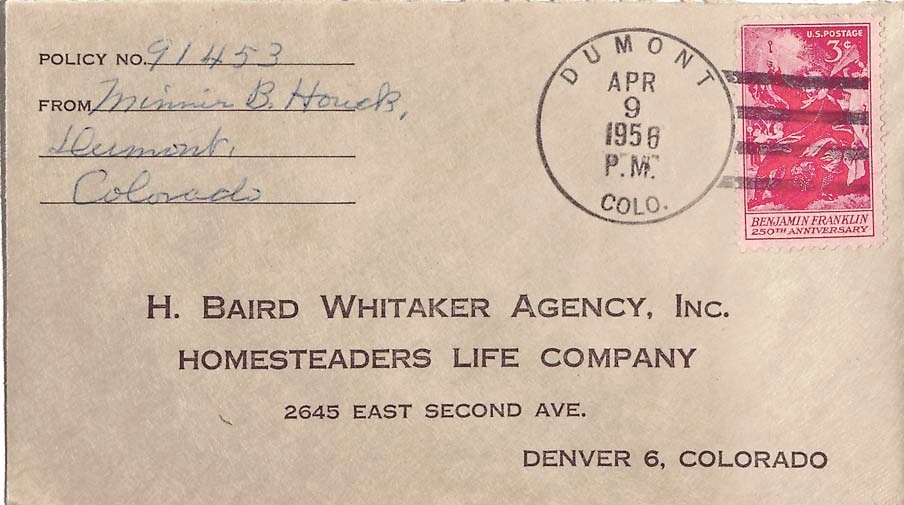 POLICY NO. 91453
FROM Minnie B. Houck,
Dumont,
Colorado
DUMONT
APR
9
1956
P.M.
COLO.
U.S. POSTAGE
3¢
BENJAMIN FRANKLIN
250TH ANNIVERSARY
H. BAIRD WHITAKER AGENCY, INC.
HOMESTEADERS LIFE COMPANY
2645 EAST SECOND AVE.
DENVER 6, COLORADO